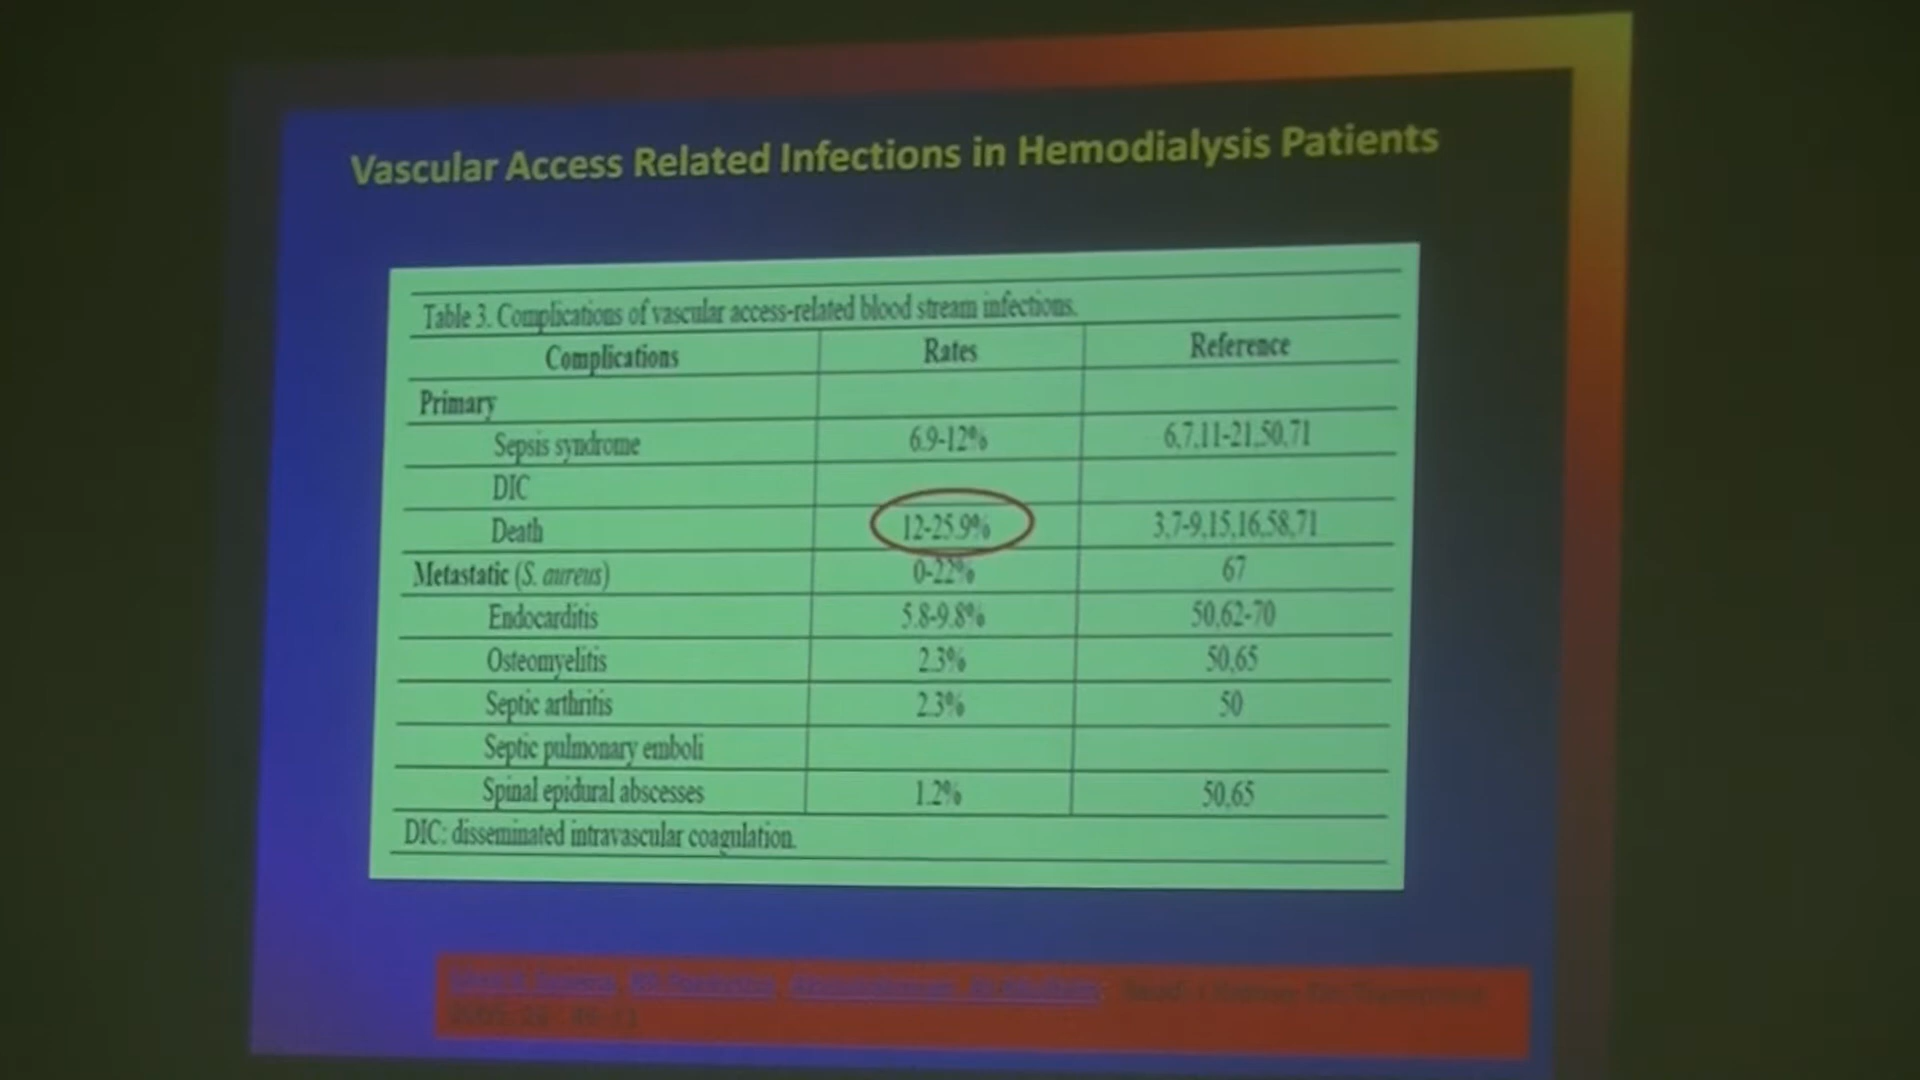 Vascular Access Related Infections in Hemodialysis Patients
Table 3. Complications of vascular access-related blood stream infections.
Complications Rates Reference
Primary
Sepsis syndrome 6.9-12% 6,7,11-21,50,71
DIC
Death 12-25.9% 3,7-9,15,16,58,71
Metastatic (S. aureus) 0-22% 67
Endocarditis 5.8-9.8% 50,62-70
Osteomyelitis 2.3% 50,65
Septic arthritis 2.3% 50
Septic pulmonary emboli
Spinal epidural abscesses 1.2% 50,65
DIC: disseminated intravascular coagulation.